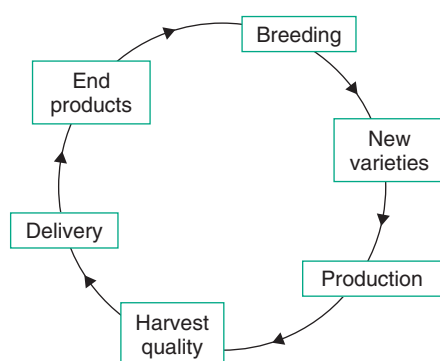 Breeding
New
varieties
Production
Harvest
quality
Delivery
End
products